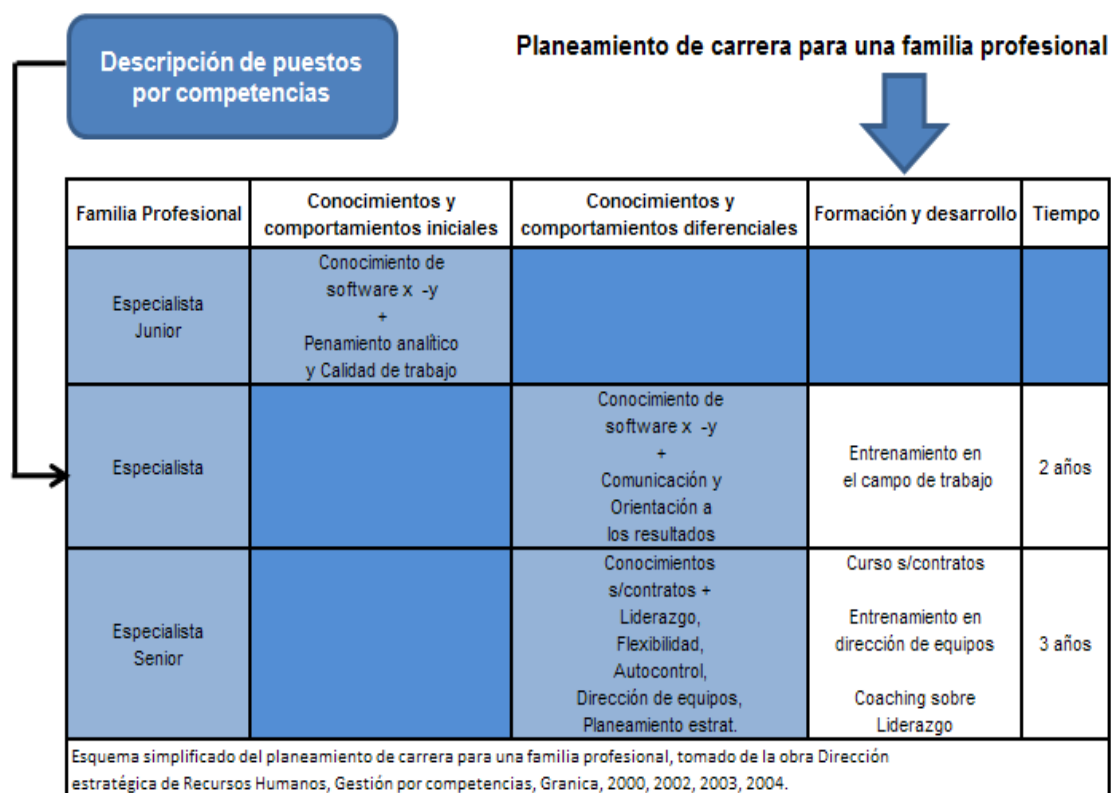 Descripción de puestos
por competencias
Planeamiento de carrera para una familia profesional
Familia Profesional
Conocimientos y
comportamientos iniciales
Conocimientos y
comportamientos diferenciales
Formación y desarrollo
Tiempo
Especialista
Junior
Conocimiento de
software x -y
+
Penamiento analítico
y Calidad de trabajo
Especialista
Conocimiento de
software x -y
+
Comunicación y
Orientación a
los resultados
Entrenamiento en
el campo de trabajo
2 años
Especialista
Senior
Conocimientos
s/contratos +
Liderazgo,
Flexibilidad,
Autocontrol,
Dirección de equipos,
Planeamiento estrat.
Curso s/contratos
Entrenamiento en
dirección de equipos
Coaching sobre
Liderazgo
3 años
Esquema simplificado del planeamiento de carrera para una familia profesional, tomado de la obra Dirección
estratégica de Recursos Humanos, Gestión por competencias, Granica, 2000, 2002, 2003, 2004.